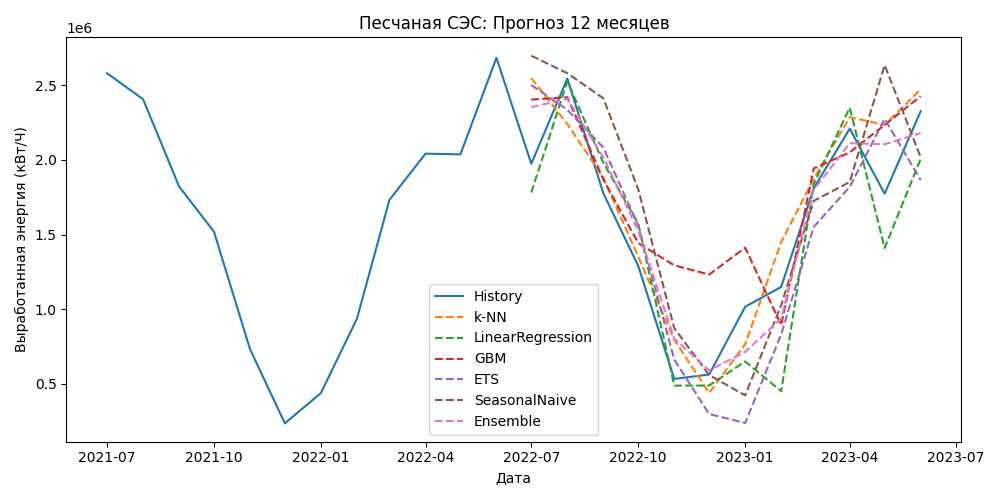 Песчаная СЭС: Прогноз 12 месяцев
1e6
Выработанная энергия (кВт/Ч)
2.5
2.0
1.5
1.0
0.5
History
k-NN
LinearRegression
GBM
ETS
SeasonalNaive
Ensemble
2021-07 2021-10 2022-01 2022-04 2022-07 2022-10 2023-01 2023-04 2023-07
Дата